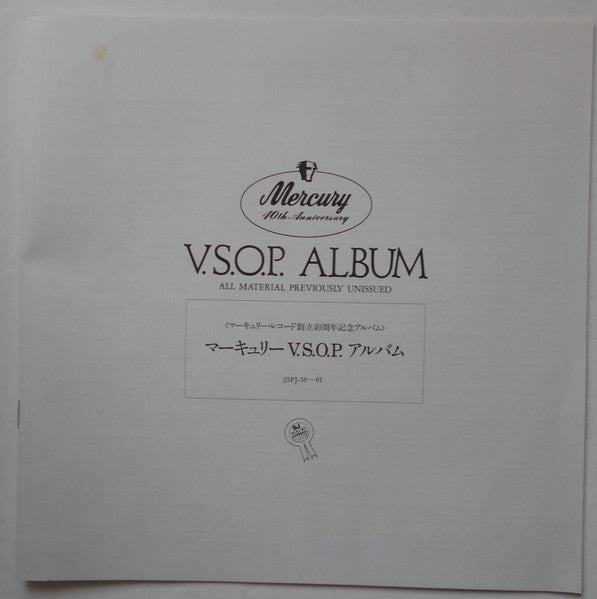 Mercury
40th Anniversary
V.S.O.P. ALBUM
ALL MATERIAL PREVIOUSLY UNISSUED
〈マーキュリー・レコード創立40周年記念アルバム〉
マーキュリー V.S.O.P. アルバム
25PJ-58〜61